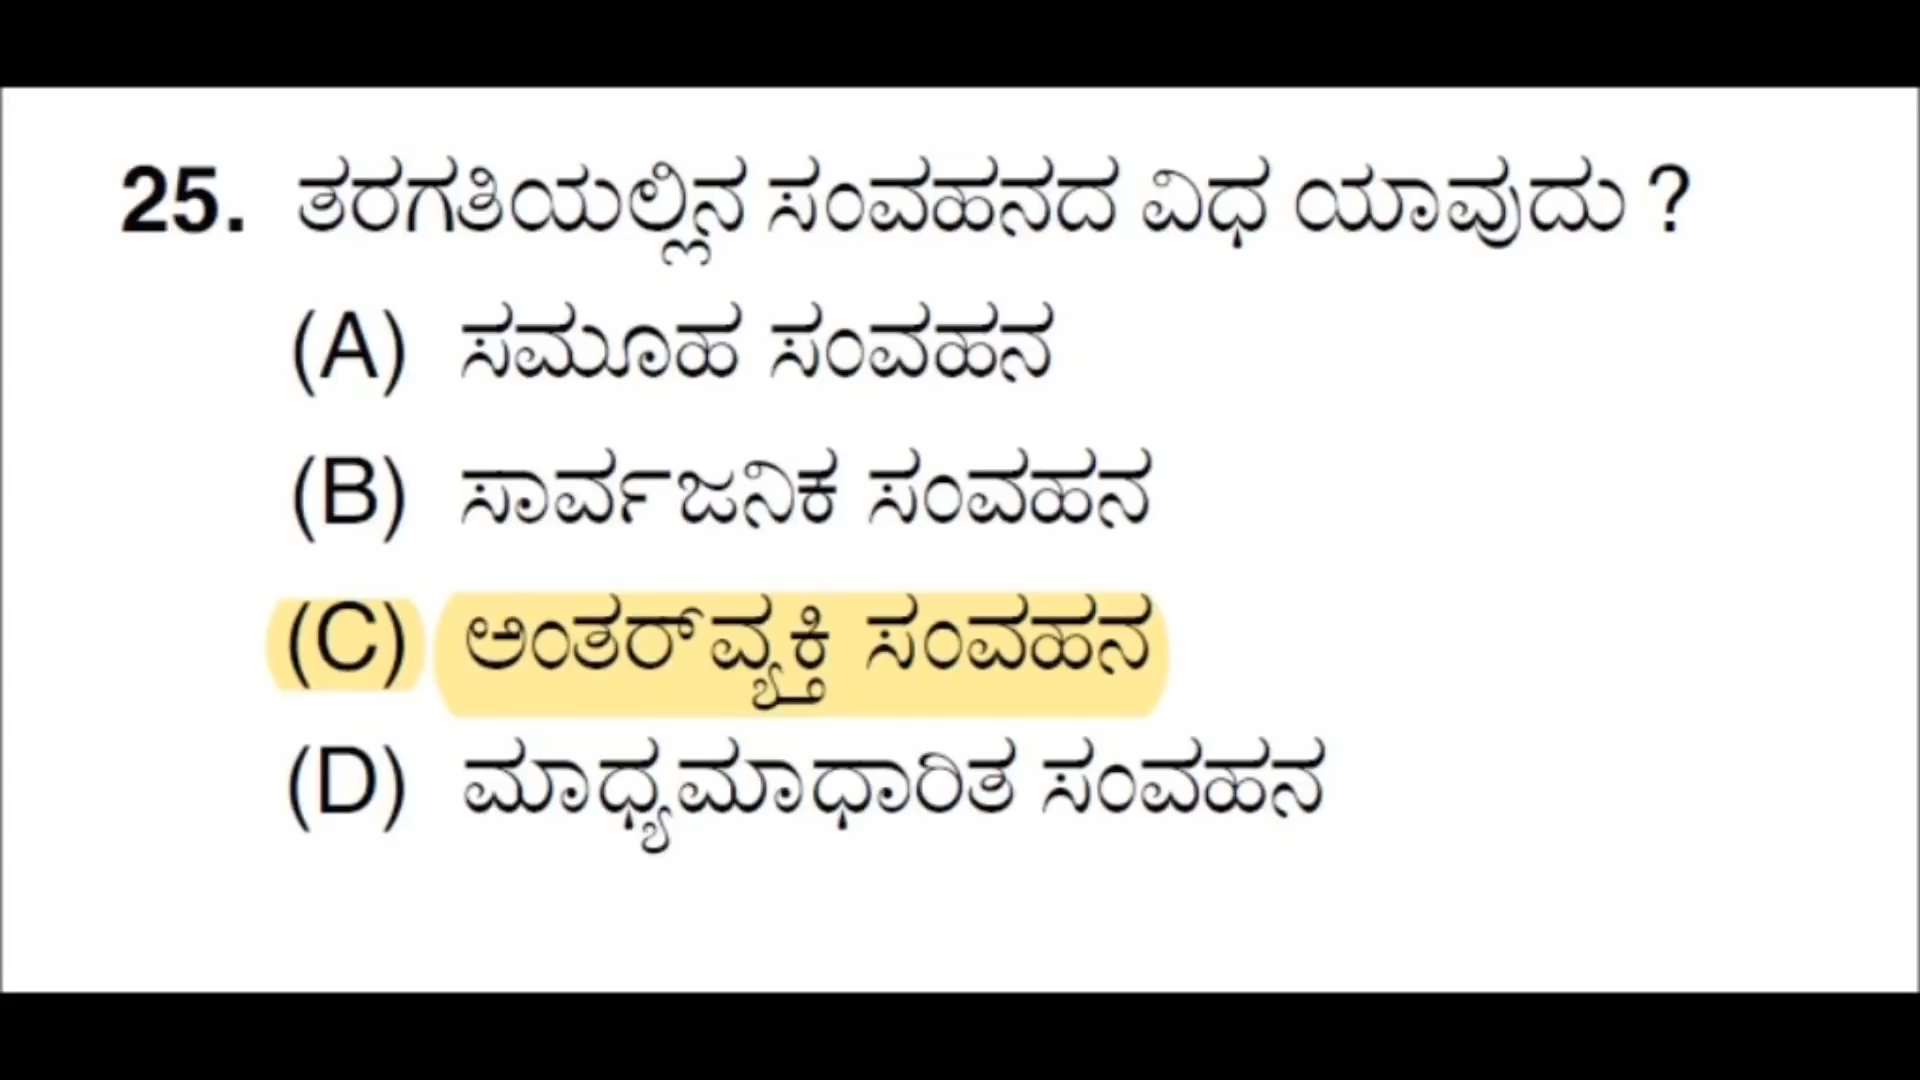 25. ತರಗತಿಯಲ್ಲಿನ ಸಂವಹನದ ವಿಧ ಯಾವುದು ?
(A) ಸಮೂಹ ಸಂವಹನ
(B) ಸಾರ್ವಜನಿಕ ಸಂವಹನ
(C) ಅಂತರ್‌ವ್ಯಕ್ತಿ ಸಂವಹನ
(D) ಮಾಧ್ಯಮಾಧಾರಿತ ಸಂವಹನ